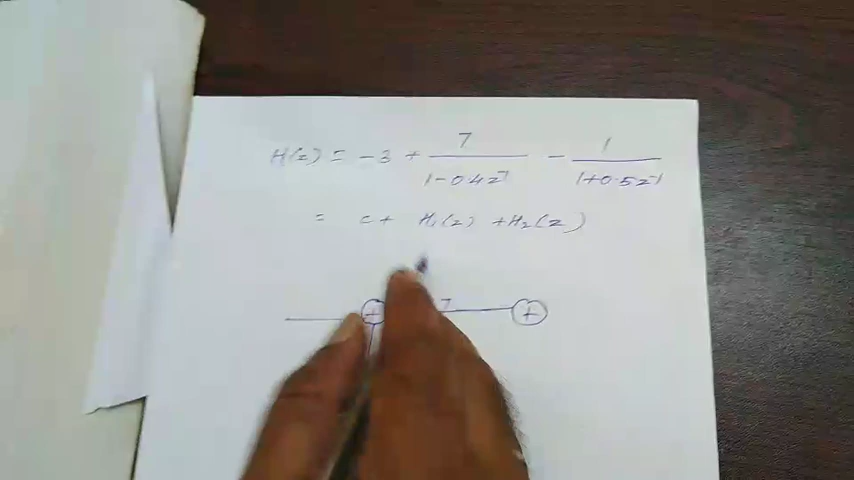 H(z) = -3 + 7/(1-0.4z⁻¹) - 1/(1+0.5z⁻¹)
= c + H₁(z) + H₂(z)
+ 7 +